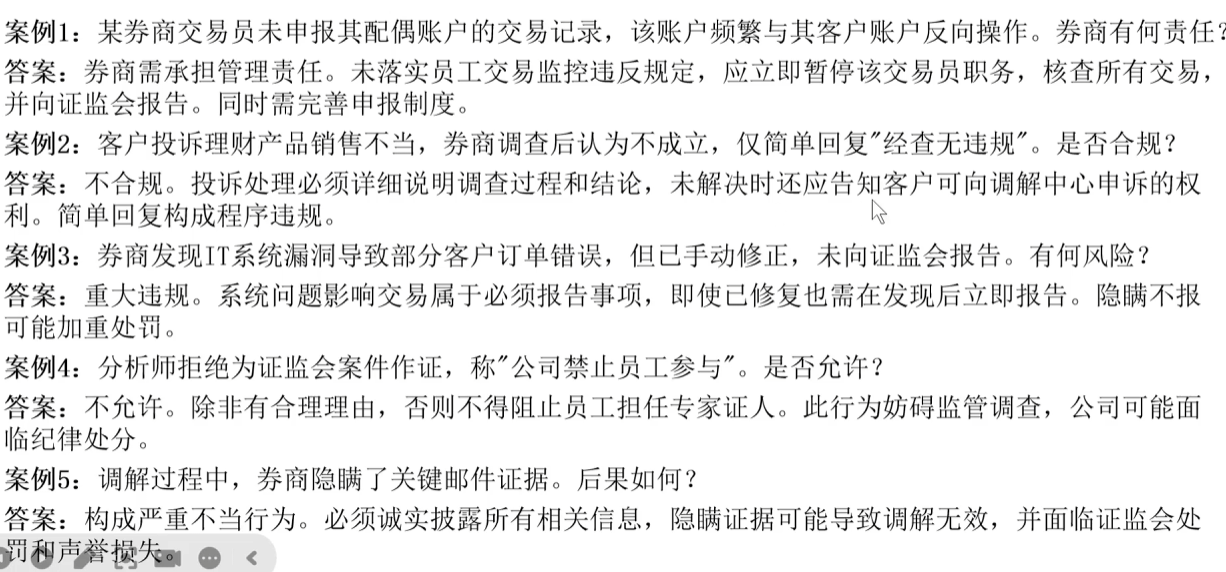 案例1：某券商交易员未申报其配偶账户的交易记录，该账户频繁与其客户账户反向操作。券商有何责任？
答案：券商需承担管理责任。未落实员工交易监控违反规定，应立即暂停该交易员职务，核查所有交易，
并向证监会报告。同时需完善申报制度。
案例2：客户投诉理财产品销售不当，券商调查后认为不成立，仅简单回复"经查无违规"。是否合规？
答案：不合规。投诉处理必须详细说明调查过程和结论，未解决时还应告知客户可向调解中心申诉的权
利。简单回复构成程序违规。
案例3：券商发现IT系统漏洞导致部分客户订单错误，但已手动修正，未向证监会报告。有何风险？
答案：重大违规。系统问题影响交易属于必须报告事项，即使已修复也需在发现后立即报告。隐瞒不报
可能加重处罚。
案例4：分析师拒绝为证监会案件作证，称"公司禁止员工参与"。是否允许？
答案：不允许。除非有合理理由，否则不得阻止员工担任专家证人。此行为妨碍监管调查，公司可能面
临纪律处分。
案例5：调解过程中，券商隐瞒了关键邮件证据。后果如何？
答案：构成严重不当行为。必须诚实披露所有相关信息，隐瞒证据可能导致调解无效，并面临证监会处
罚和声誉损失。